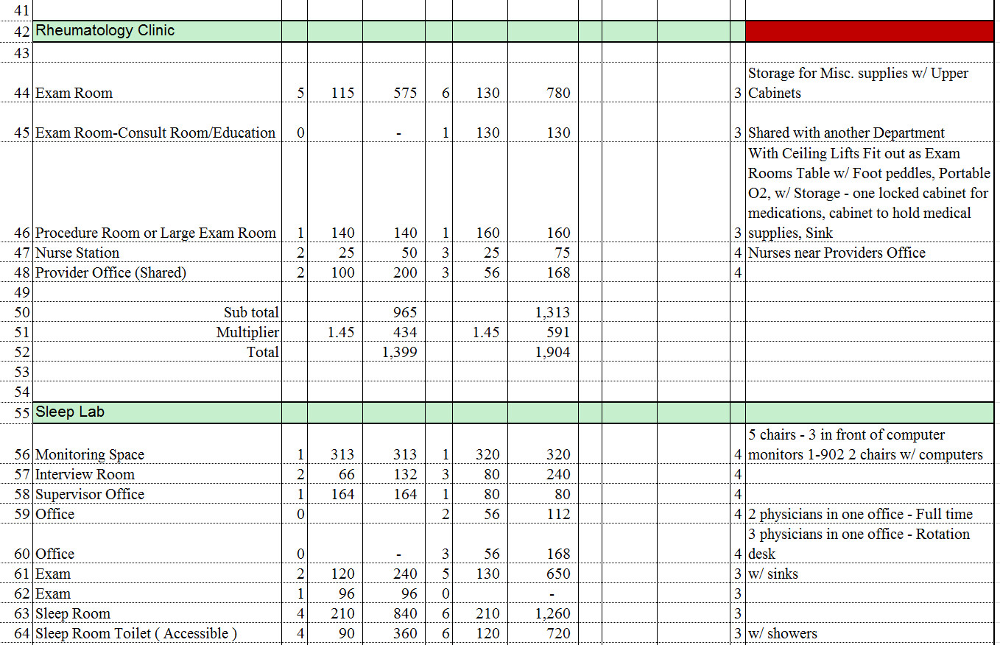 41
42 Rheumatology Clinic
43
Storage for Misc. supplies w/ Upper
44 Exam Room 5 115 575 6 130 780 3 Cabinets
45 Exam Room-Consult Room/Education 0 - 1 130 130 3 Shared with another Department
With Ceiling Lifts Fit out as Exam
Rooms Table w/ Foot peddles, Portable
O2, w/ Storage - one locked cabinet for
medications, cabinet to hold medical
46 Procedure Room or Large Exam Room 1 140 140 1 160 160 3 supplies, Sink
47 Nurse Station 2 25 50 3 25 75 4 Nurses near Providers Office
48 Provider Office (Shared) 2 100 200 3 56 168 4
49
50 Sub total 965 1,313
51 Multiplier 1.45 434 1.45 591
52 Total 1,399 1,904
53
54
55 Sleep Lab
5 chairs - 3 in front of computer
56 Monitoring Space 1 313 313 1 320 320 4 monitors 1-902 2 chairs w/ computers
57 Interview Room 2 66 132 3 80 240 4
58 Supervisor Office 1 164 164 1 80 80 4
59 Office 0 2 56 112 4 2 physicians in one office - Full time
3 physicians in one office - Rotation
60 Office 0 - 3 56 168 4 desk
61 Exam 2 120 240 5 130 650 3 w/ sinks
62 Exam 1 96 96 0 - 3
63 Sleep Room 4 210 840 6 210 1,260 3
64 Sleep Room Toilet ( Accessible ) 4 90 360 6 120 720 3 w/ showers